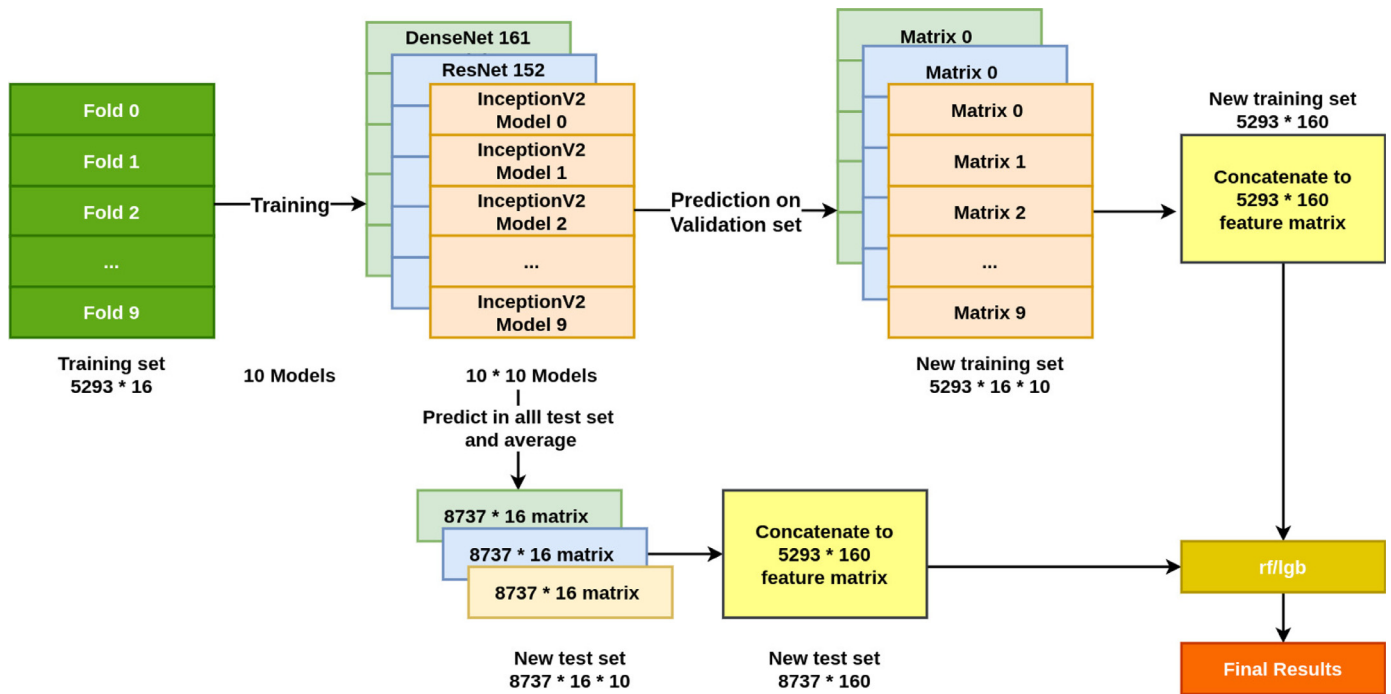 DenseNet 161
ResNet 152
InceptionV2
Model 0
InceptionV2
Model 1
InceptionV2
Model 2
...
InceptionV2
Model 9
Fold 0
Fold 1
Fold 2
...
Fold 9
Training
Training set
5293 * 16
10 Models
10 * 10 Models
Prediction on
Validation set
Matrix 0
Matrix 0
Matrix 0
Matrix 1
Matrix 2
...
Matrix 9
New training set
5293 * 16 * 10
New training set
5293 * 160
Concatenate to
5293 * 160
feature matrix
Predict in alll test set
and average
8737 * 16 matrix
8737 * 16 matrix
8737 * 16 matrix
New test set
8737 * 16 * 10
Concatenate to
5293 * 160
feature matrix
New test set
8737 * 160
rf/lgb
Final Results